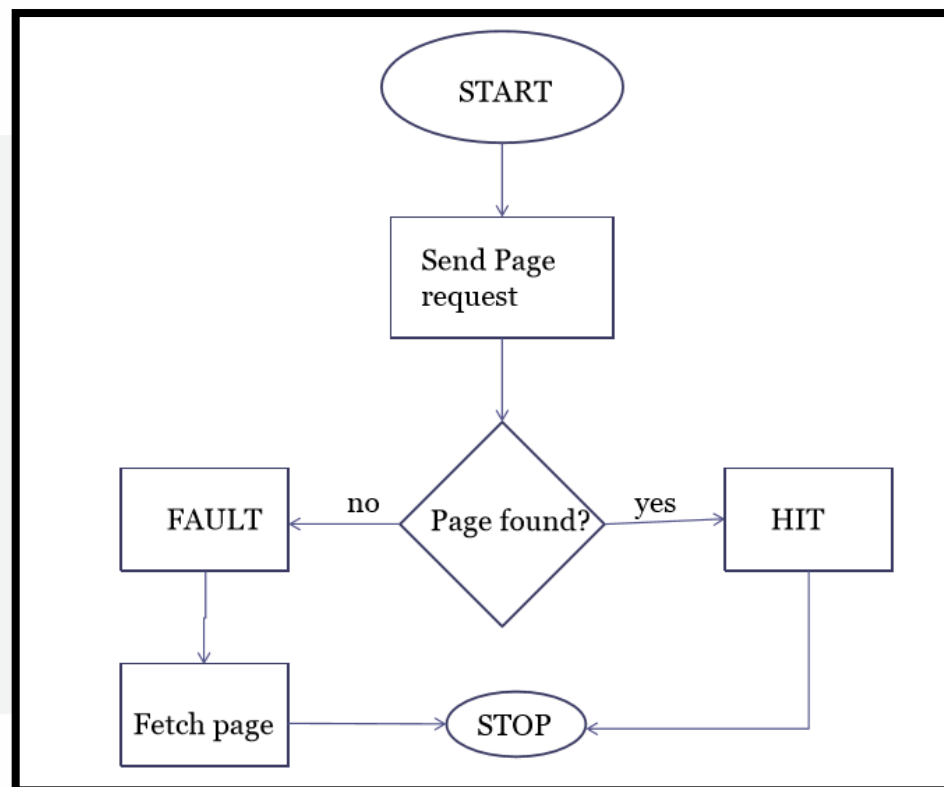 START
Send Page
request
no
yes
FAULT
Page found?
HIT
Fetch page
STOP